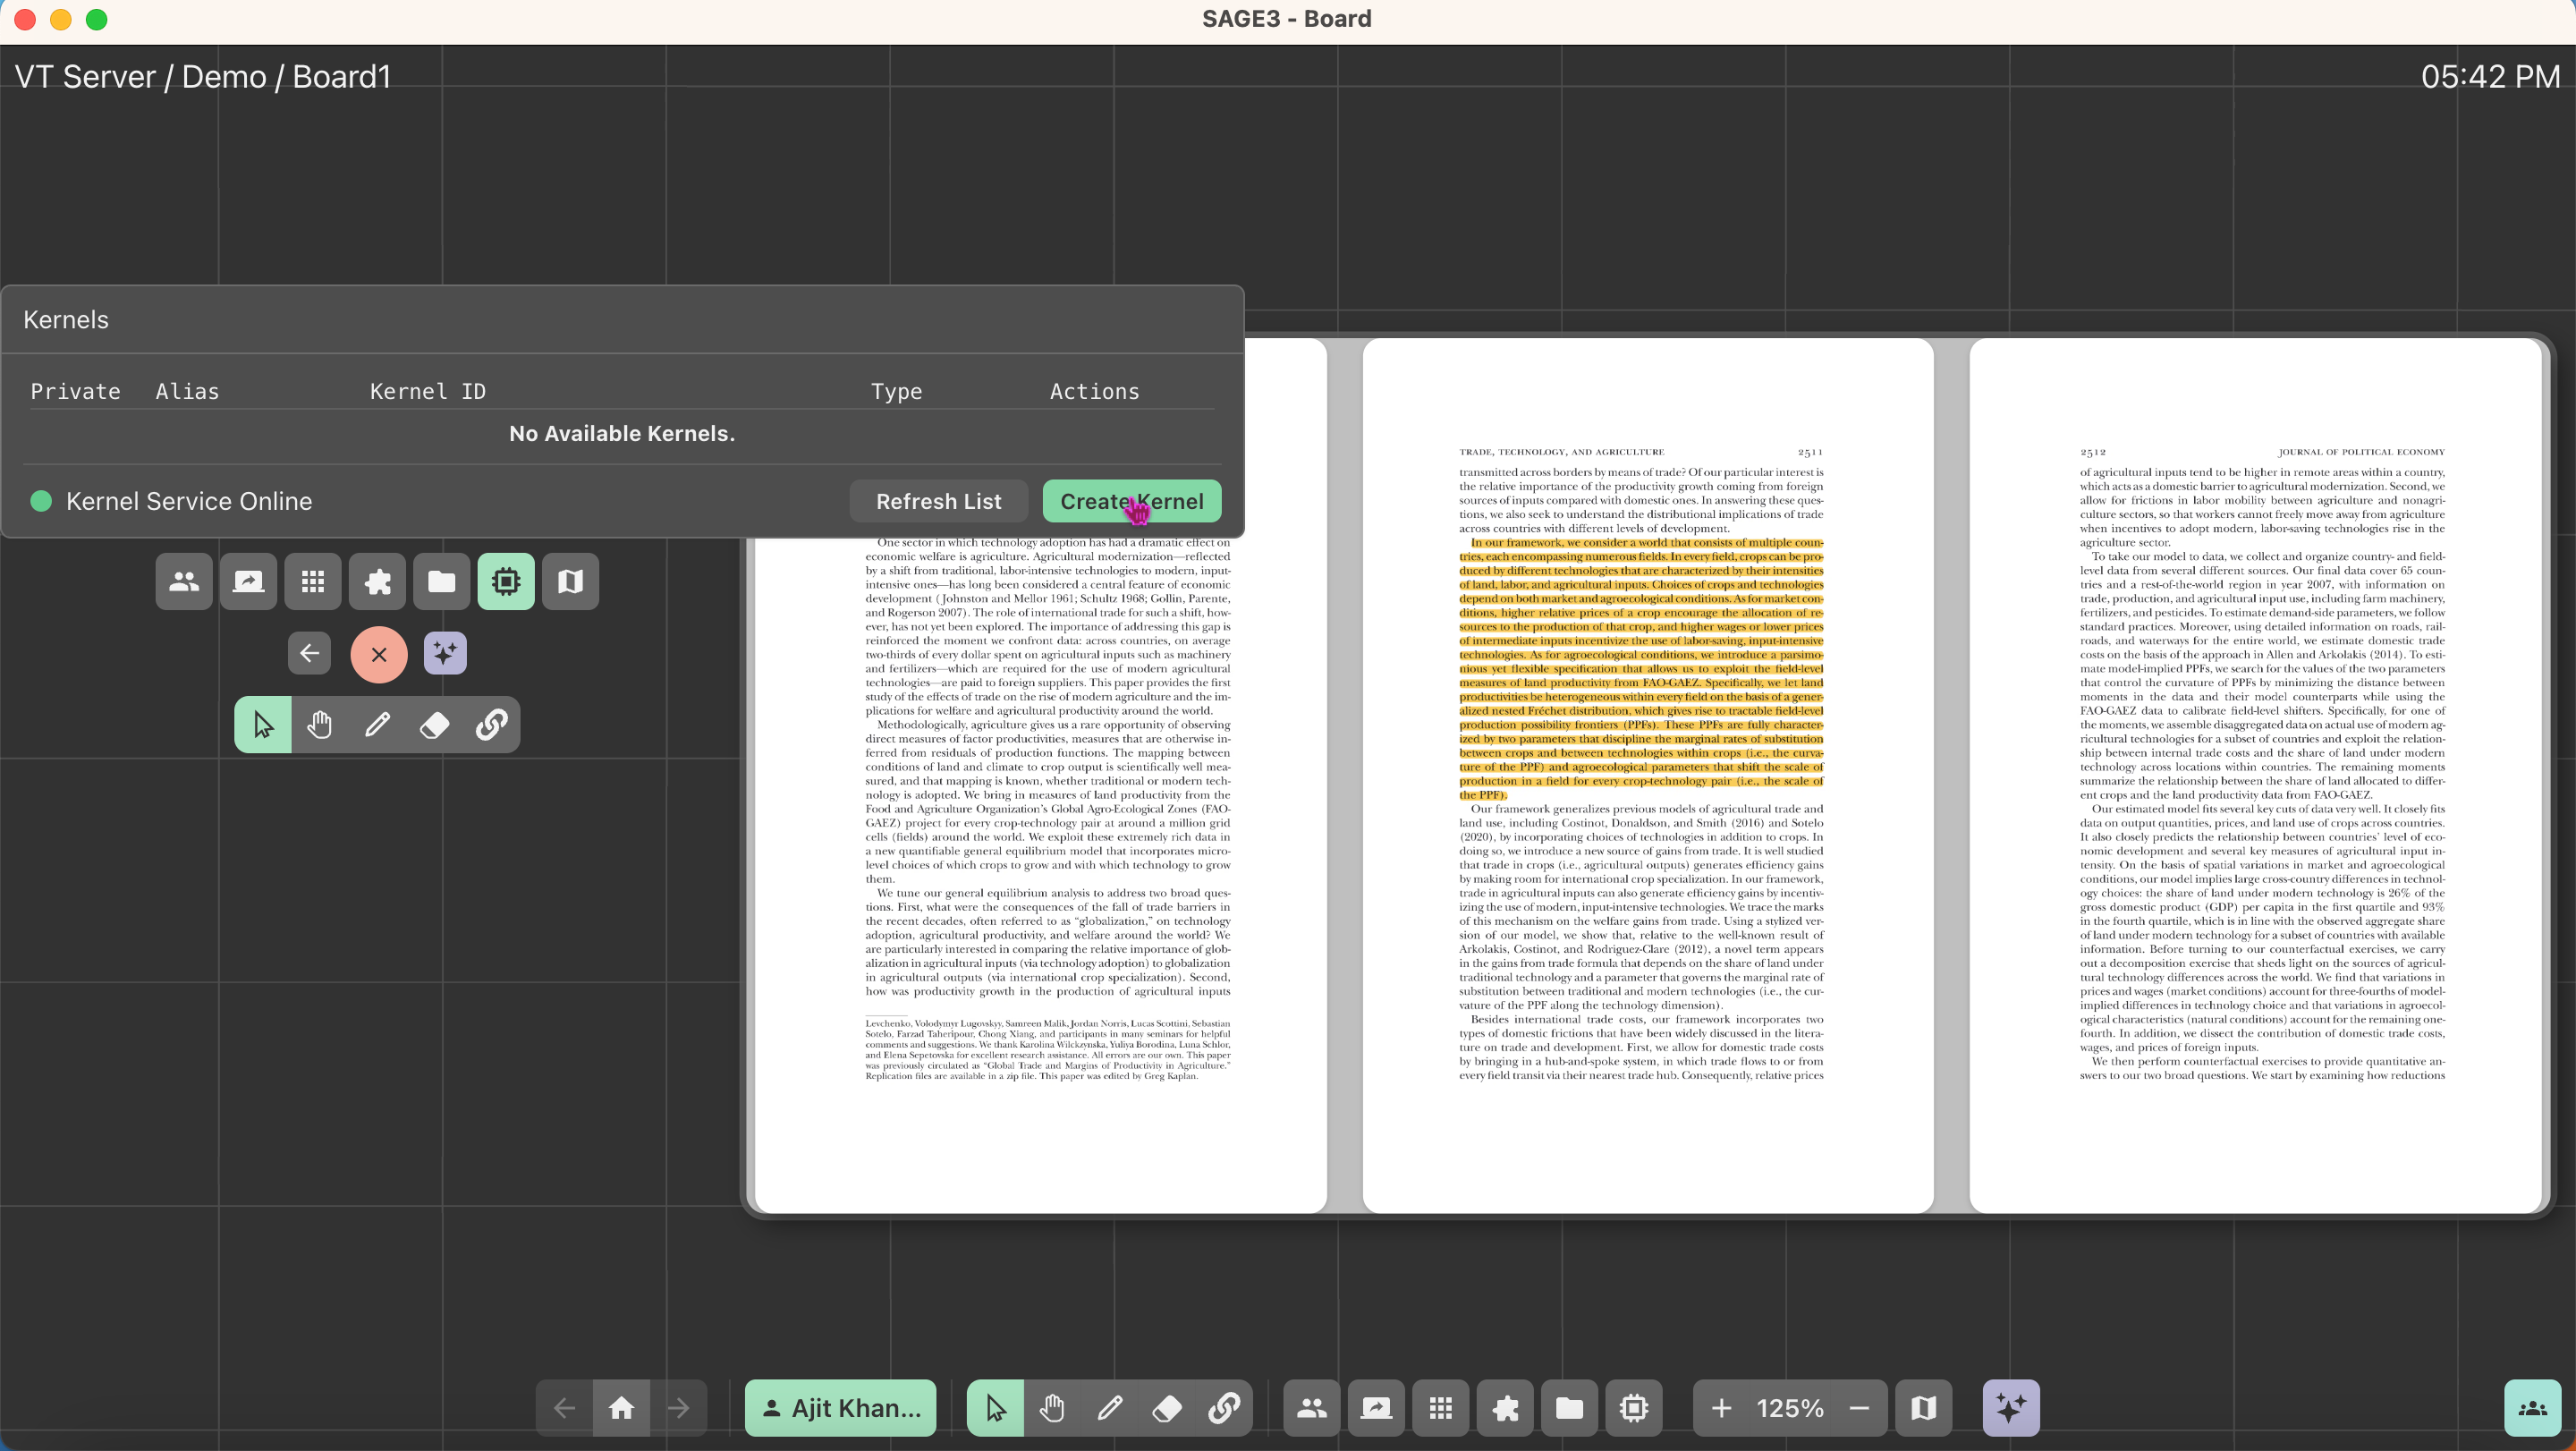 SAGE3 - Board
VT Server / Demo / Board1
05:42 PM
Kernels
Private Alias Kernel ID Type Actions
No Available Kernels.
Kernel Service Online
Refresh List
Create Kernel
One sector in which technology adoption has had a dramatic effect on
economic welfare is agriculture. Agricultural modernization—reflected
by a shift from traditional, labor-intensive technologies to modern, input-
intensive ones—has long been considered a central feature of economic
development (Johnston and Mellor 1961; Schultz 1968; Gollin, Parente,
and Rogerson 2007). The role of international trade for such a shift, how-
ever, has not yet been explored. The importance of addressing this gap is
reinforced the moment we confront data: across countries, on average
two-thirds of every dollar spent on agricultural inputs such as machinery
and fertilizers—which are required for the use of modern agricultural
technologies—are paid to foreign suppliers. This paper provides the first
study of the effects of trade on the rise of modern agriculture and the im-
plications for welfare and agricultural productivity around the world.
Methodologically, agriculture gives us a rare opportunity of observing
direct measures of factor productivities, measures that are otherwise in-
ferred from residuals of production functions. The mapping between
conditions of land and climate to crop output is scientifically well mea-
sured, and that mapping is known, whether traditional or modern tech-
nology is adopted. We bring in measures of land productivity from the
Food and Agriculture Organization's Global Agro-Ecological Zones (FAO-
GAEZ) project for every crop-technology pair at around a million grid
cells (fields) around the world. We exploit these extremely rich data in
a new quantifiable general equilibrium model that incorporates micro-
level choices of which crops to grow and with which technology to grow
them.
We tune our general equilibrium analysis to address two broad ques-
tions. First, what were the consequences of the fall of trade barriers in
the recent decades, often referred to as “globalization,” on technology
adoption, agricultural productivity, and welfare around the world? We
are particularly interested in comparing the relative importance of glob-
alization in agricultural inputs (via technology adoption) to globalization
in agricultural outputs (via international crop specialization). Second,
how was productivity growth in the production of agricultural inputs
Levchenko, Volodymyr Lugovskyy, Samreen Malik, Jordan Norris, Lucas Scottini, Sebastian
Sotelo, Farzad Taheripour, Chong Xiang, and participants in many seminars for helpful
comments and suggestions. We thank Karolina Wilckzynska, Yuliya Borodina, Luna Schlor,
and Elena Sepetovska for excellent research assistance. All errors are our own. This paper
was previously circulated as “Global Trade and Margins of Productivity in Agriculture.”
Replication files are available in a zip file. This paper was edited by Greg Kaplan.
TRADE, TECHNOLOGY, AND AGRICULTURE 2511
transmitted across borders by means of trade? Of our particular interest is
the relative importance of the productivity growth coming from foreign
sources of inputs compared with domestic ones. In answering these ques-
tions, we also seek to understand the distributional implications of trade
across countries with different levels of development.
In our framework, we consider a world that consists of multiple coun-
tries, each encompassing numerous fields. In every field, crops can be pro-
duced by different technologies that are characterized by their intensities
of land, labor, and agricultural inputs. Choices of crops and technologies
depend on both market and agroecological conditions. As for market con-
ditions, higher relative prices of a crop encourage the allocation of re-
sources to the production of that crop, and higher wages or lower prices
of intermediate inputs incentivize the use of labor-saving, input-intensive
technologies. As for agroecological conditions, we introduce a parsimo-
nious yet flexible specification that allows us to exploit the field-level
measures of land productivity from FAO-GAEZ. Specifically, we let land
productivities be heterogeneous within every field on the basis of a gener-
alized nested Fréchet distribution, which gives rise to tractable field-level
production possibility frontiers (PPFs). These PPFs are fully character-
ized by two parameters that discipline the marginal rates of substitution
between crops and between technologies within crops (i.e., the curva-
ture of the PPF) and agroecological parameters that shift the scale of
production in a field for every crop-technology pair (i.e., the scale of
the PPF).
Our framework generalizes previous models of agricultural trade and
land use, including Costinot, Donaldson, and Smith (2016) and Sotelo
(2020), by incorporating choices of technologies in addition to crops. In
doing so, we introduce a new source of gains from trade. It is well studied
that trade in crops (i.e., agricultural outputs) generates efficiency gains
by making room for international crop specialization. In our framework,
trade in agricultural inputs can also generate efficiency gains by incentiv-
izing the use of modern, input-intensive technologies. We trace the marks
of this mechanism on the welfare gains from trade. Using a stylized ver-
sion of our model, we show that, relative to the well-known result of
Arkolakis, Costinot, and Rodriguez-Clare (2012), a novel term appears
in the gains from trade formula that depends on the share of land under
traditional technology and a parameter that governs the marginal rate of
substitution between traditional and modern technologies (i.e., the cur-
vature of the PPF along the technology dimension).
Besides international trade costs, our framework incorporates two
types of domestic frictions that have been widely discussed in the litera-
ture on trade and development. First, we allow for domestic trade costs
by bringing in a hub-and-spoke system, in which trade flows to or from
every field transit via their nearest trade hub. Consequently, relative prices
2512 JOURNAL OF POLITICAL ECONOMY
of agricultural inputs tend to be higher in remote areas within a country,
which acts as a domestic barrier to agricultural modernization. Second, we
allow for frictions in labor mobility between agriculture and nonagri-
culture sectors, so that workers cannot freely move away from agriculture
when incentives to adopt modern, labor-saving technologies rise in the
agriculture sector.
To take our model to data, we collect and organize country- and field-
level data from several different sources. Our final data cover 65 coun-
tries and a rest-of-the-world region in year 2007, with information on
trade, production, and agricultural input use, including farm machinery,
fertilizers, and pesticides. To estimate demand-side parameters, we follow
standard practices. Moreover, using detailed information on roads, rail-
roads, and waterways for the entire world, we estimate domestic trade
costs on the basis of the approach in Allen and Arkolakis (2014). To esti-
mate model-implied PPFs, we search for the values of the two parameters
that control the curvature of PPFs by minimizing the distance between
moments in the data and their model counterparts while using the
FAO-GAEZ data to calibrate field-level shifters. Specifically, for one of
the moments, we assemble disaggregated data on actual use of modern ag-
ricultural technologies for a subset of countries and exploit the relation-
ship between internal trade costs and the share of land under modern
technology across locations within countries. The remaining moments
summarize the relationship between the share of land allocated to differ-
ent crops and the land productivity data from FAO-GAEZ.
Our estimated model fits several key cuts of data very well. It closely fits
data on output quantities, prices, and land use of crops across countries.
It also closely predicts the relationship between countries' level of eco-
nomic development and several key measures of agricultural input in-
tensity. On the basis of spatial variations in market and agroecological
conditions, our model implies large cross-country differences in technol-
ogy choices: the share of land under modern technology is 26% of the
gross domestic product (GDP) per capita in the first quartile and 93%
in the fourth quartile, which is in line with the observed aggregate share
of land under modern technology for a subset of countries with available
information. Before turning to our counterfactual exercises, we carry
out a decomposition exercise that sheds light on the sources of agricul-
tural technology differences across the world. We find that variations in
prices and wages (market conditions) account for three-fourths of model-
implied differences in technology choice and that variations in agroecol-
ogical characteristics (natural conditions) account for the remaining one-
fourth. In addition, we dissect the contribution of domestic trade costs,
wages, and prices of foreign inputs.
We then perform counterfactual exercises to provide quantitative an-
swers to our two broad questions. We start by examining how reductions
Ajit Khan...
125%